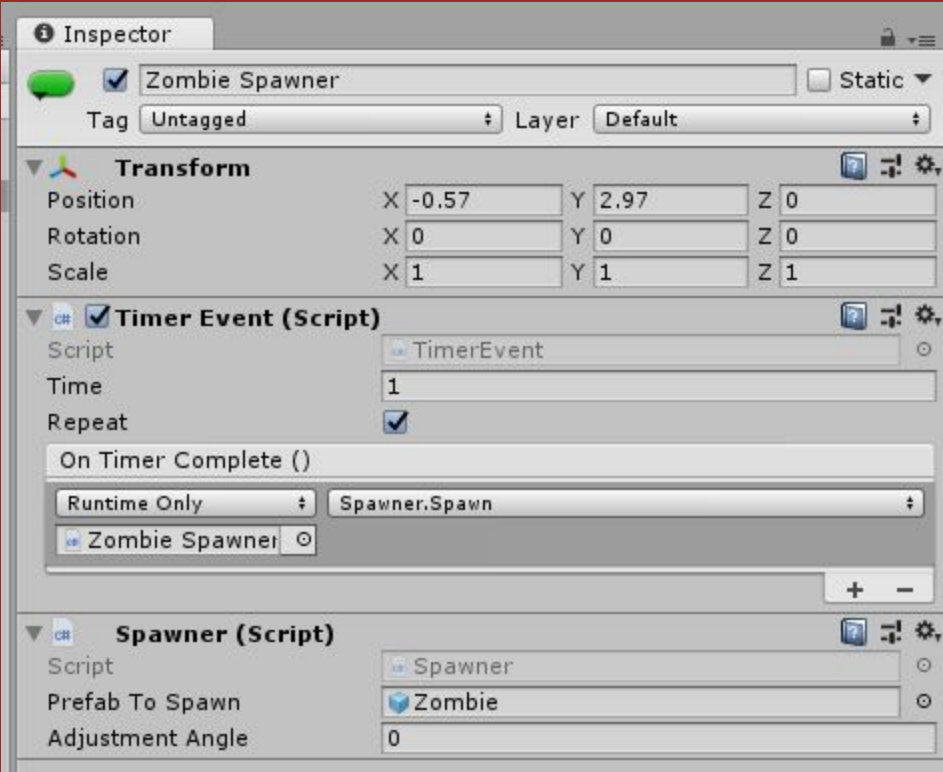 Inspector
Zombie Spawner Static
Tag Untagged Layer Default
Transform
Position X -0.57 Y 2.97 Z 0
Rotation X 0 Y 0 Z 0
Scale X 1 Y 1 Z 1
c# Timer Event (Script)
Script TimerEvent
Time 1
Repeat
On Timer Complete ()
Runtime Only Spawner.Spawn
Zombie Spawner
+ −
c# Spawner (Script)
Script Spawner
Prefab To Spawn Zombie
Adjustment Angle 0